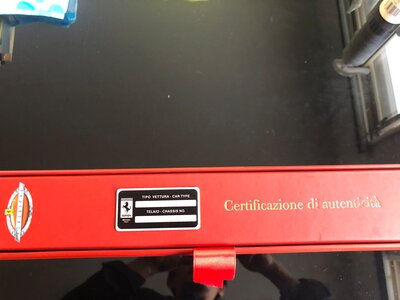 TIPO VETTURA - CAR TYPE
TELAIO - CHASSIS NO.
Certificazione di autenticità